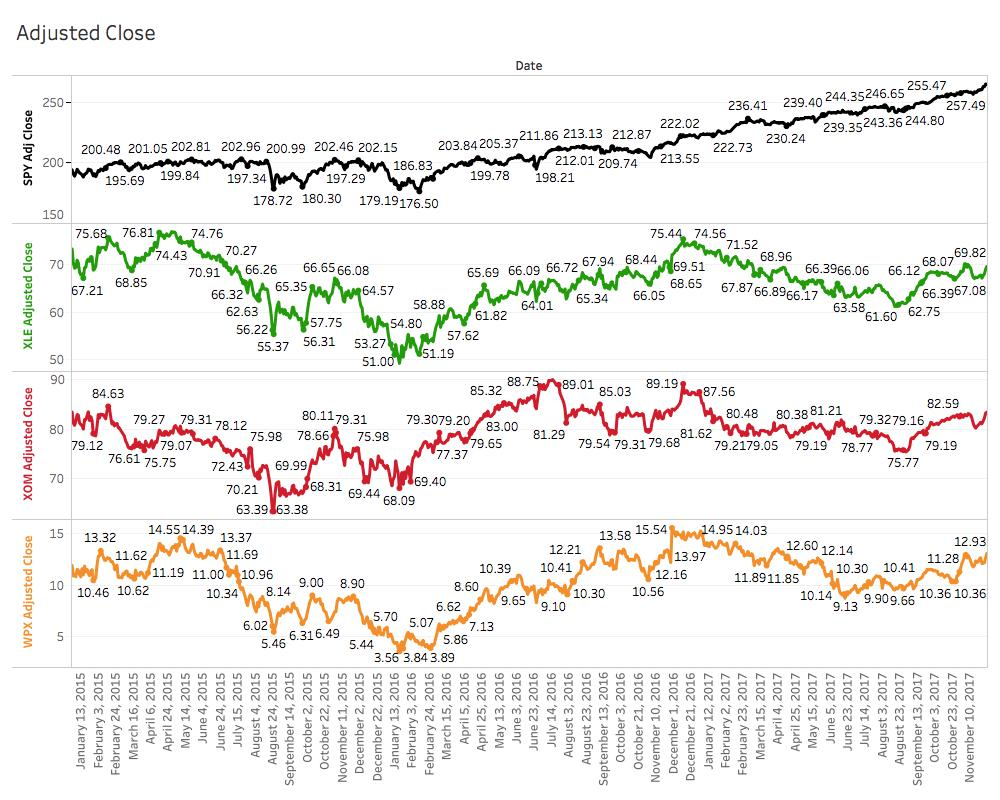 Adjusted Close
Date
SPY Adj Close
250
200
150
200.48 201.05 202.81 202.96 200.99 202.46 202.15 186.83 203.84 205.37 211.86 213.13 212.87 222.02 236.41 239.40 244.35 246.65 255.47
195.69 199.84 197.34 178.72 180.30 197.29 179.19 176.50 199.78 198.21 212.01 209.74 213.55 222.73 230.24 239.35 243.36 244.80 257.49
XLE Adjusted Close
70
60
50
75.68 76.81 74.76 70.27 66.26 66.65 66.08 64.57 54.80 58.88 65.69 66.09 66.72 67.94 68.44 75.44 74.56 71.52 68.96 66.39 66.06 66.12 68.07 69.82
67.21 68.85 74.43 70.91 66.32 62.63 56.22 55.37 65.35 57.75 56.31 53.27 51.00 51.19 57.62 61.82 64.01 65.34 66.05 69.51 68.65 67.87 66.89 66.17 63.58 61.60 62.75 66.39 67.08
XOM Adjusted Close
90
80
70
84.63 79.27 79.31 78.12 75.98 80.11 79.31 75.98 79.30 79.20 85.32 88.75 89.01 85.03 89.19 87.56 80.48 80.38 81.21 79.32 79.16 82.59
79.12 76.61 75.75 79.07 72.43 70.21 63.39 63.38 69.99 68.31 78.66 69.44 68.09 69.40 77.37 79.65 83.00 81.29 79.54 79.31 79.68 81.62 79.21 79.05 79.19 78.77 75.77 79.19
WPX Adjusted Close
15
10
5
13.32 11.62 14.55 14.39 13.37 11.69 10.96 8.14 9.00 8.90 5.70 5.07 6.62 8.60 10.39 10.41 12.21 13.58 15.54 14.95 14.03 12.60 12.14 10.30 10.41 11.28 12.93
10.46 10.62 11.19 11.00 10.34 6.02 5.46 6.31 6.49 5.44 3.56 3.84 3.89 5.86 7.13 9.65 9.10 10.30 10.56 12.16 13.97 11.89 11.85 10.14 9.13 9.90 9.66 10.36 10.36
January 13, 2015
February 3, 2015
February 24, 2015
March 16, 2015
April 6, 2015
April 24, 2015
May 14, 2015
June 4, 2015
June 24, 2015
July 15, 2015
August 4, 2015
August 24, 2015
September 14, 2015
October 2, 2015
October 22, 2015
November 11, 2015
December 2, 2015
December 22, 2015
January 13, 2016
February 3, 2016
February 24, 2016
March 15, 2016
April 5, 2016
April 25, 2016
May 13, 2016
June 3, 2016
June 23, 2016
July 14, 2016
August 3, 2016
August 23, 2016
September 13, 2016
October 3, 2016
October 21, 2016
November 10, 2016
December 1, 2016
December 21, 2016
January 12, 2017
February 2, 2017
February 23, 2017
March 15, 2017
April 4, 2017
April 25, 2017
May 15, 2017
June 5, 2017
June 23, 2017
July 14, 2017
August 3, 2017
August 23, 2017
September 13, 2017
October 3, 2017
October 23, 2017
November 10, 2017